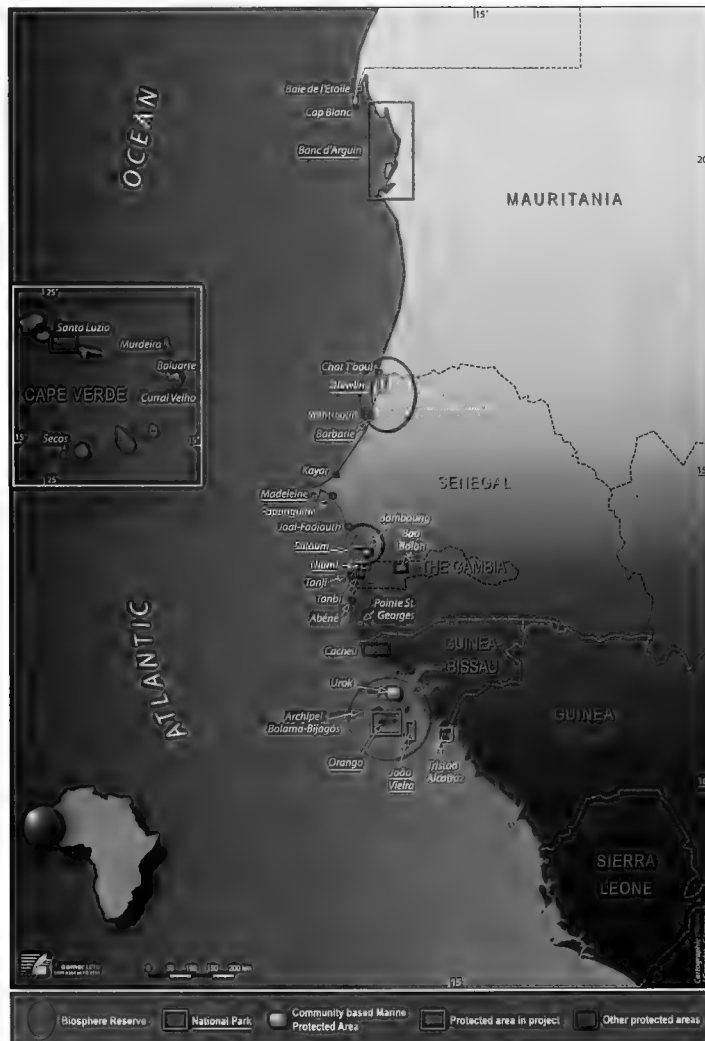 15°
Baie de l'Etoile
Cap Blanc
Banc d'Arguin
20
OCEAN
MAURITANIA
25°
Santa Luzia
Murdeira
Baluarte
CAPE VERDE
Curral Velho
15°
15°
Secos
25°
Chat T'boul
Barbarie
Kayar
15
SENEGAL
Madeleine
Joal-Fadiouth
Bamboung
Bao
Bolon
Saloum
Niumi
THE GAMBIA
Tanji
Tanbi
Abéné
Pointe St.
Georges
Cacheu
GUINEA
BISSAU
Urok
ATLANTIC
Archipel
Bolama-Bijagós
GUINEA
Orango
João
Vieira
Tristao
Alcatraz
10
SIERRA
LEONE
0 50 100 150 200 km
15°
Biosphere Reserve
National Park
Community based Marine
Protected Area
Protected area in project
Other protected areas